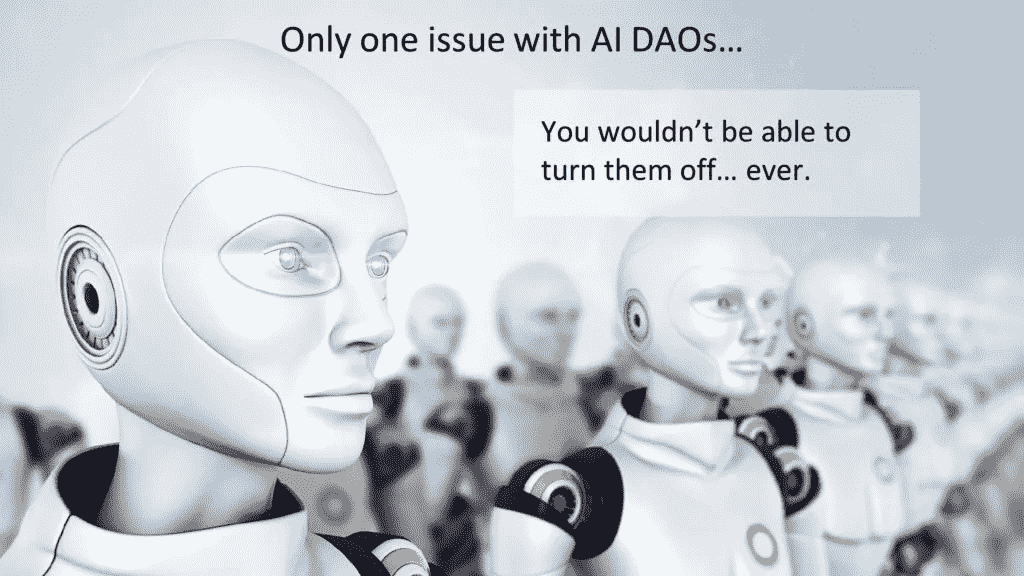 Only one issue with AI DAOs…
You wouldn’t be able to
turn them off… ever.